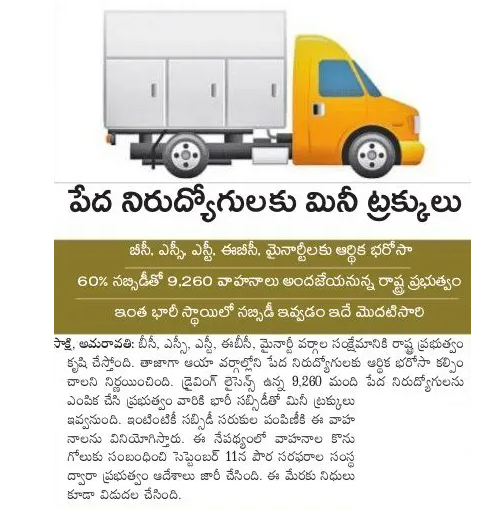 పేద నిరుద్యోగులకు మినీ ట్రక్కులు
బీసీ, ఎస్సీ, ఎస్టీ, ఈబీసీ, మైనార్టీలకు ఆర్థిక భరోసా
60% సబ్సిడీతో 9,260 వాహనాలు అందజేయనున్న రాష్ట్ర ప్రభుత్వం
ఇంత భారీ స్థాయిలో సబ్సిడీ ఇవ్వడం ఇదే మొదటిసారి
సాక్షి, అమరావతి: బీసీ, ఎస్సీ, ఎస్టీ, ఈబీసీ, మైనార్టీ వర్గాల సంక్షేమానికి రాష్ట్ర ప్రభుత్వం
కృషి చేస్తోంది. తాజాగా ఆయా వర్గాల్లోని పేద నిరుద్యోగులకు ఆర్థిక భరోసా కల్పిం
చాలని నిర్ణయించింది. డ్రైవింగ్ లైసెన్స్ ఉన్న 9,260 మంది పేద నిరుద్యోగులను
ఎంపిక చేసి ప్రభుత్వం వారికి భారీ సబ్సిడీతో మినీ ట్రక్కులు
ఇవ్వనుంది. ఇంటింటికీ సబ్సిడీ సరుకుల పంపిణీకి ఈ వాహ
నాలను వినియోగిస్తారు. ఈ నేపథ్యంలో వాహనాల కొను
గోలుకు సంబంధించి సెప్టెంబర్ 11న పౌర సరఫరాల సంస్థ
ద్వారా ప్రభుత్వం ఆదేశాలు జారీ చేసింది. ఈ మేరకు నిధులు
కూడా విడుదల చేసింది.